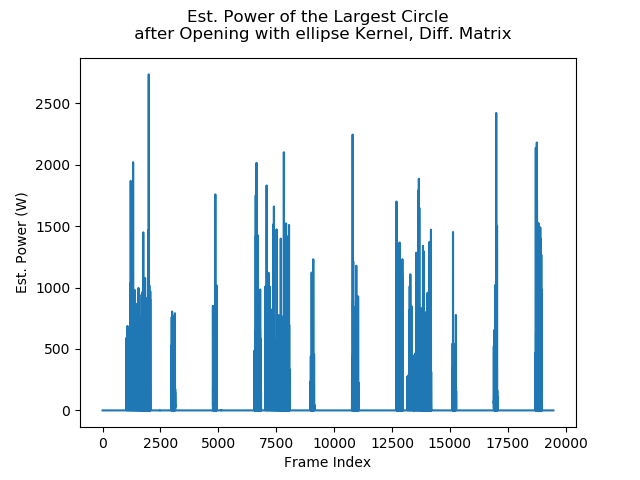 Est. Power of the Largest Circle
after Opening with ellipse Kernel, Diff. Matrix
2500
2000
1500
1000
500
0
Est. Power (W)
0 2500 5000 7500 10000 12500 15000 17500 20000
Frame Index